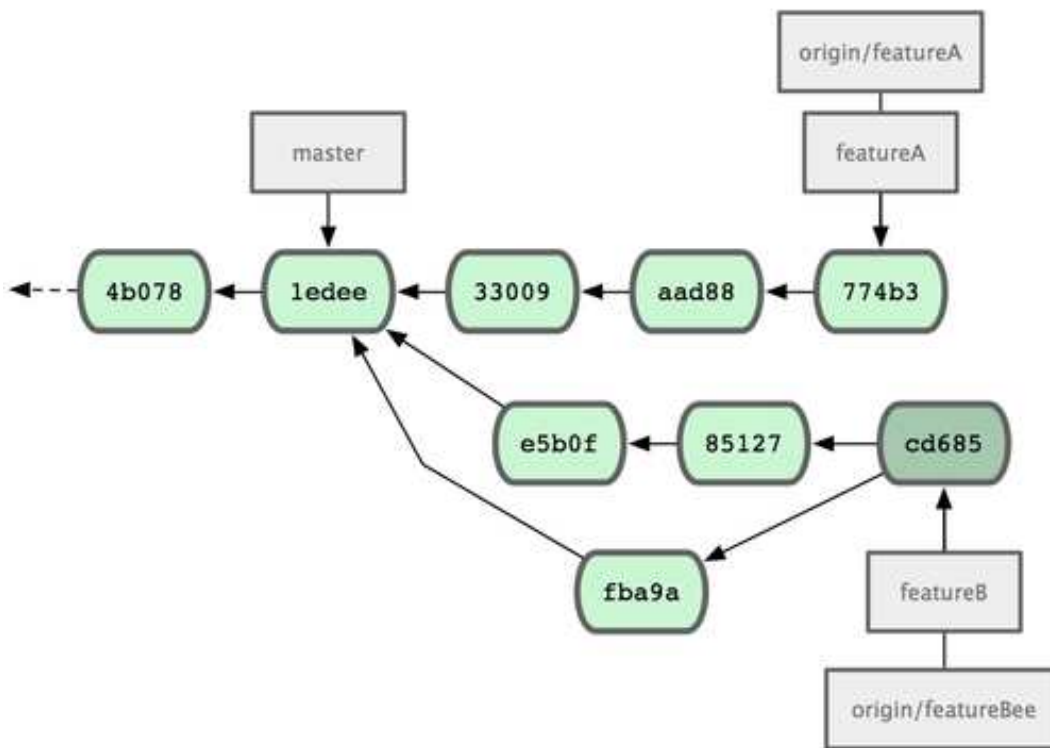 origin/featureA
master
featureA
4b078
1edee
33009
aad88
774b3
e5b0f
85127
cd685
fba9a
featureB
origin/featureBee